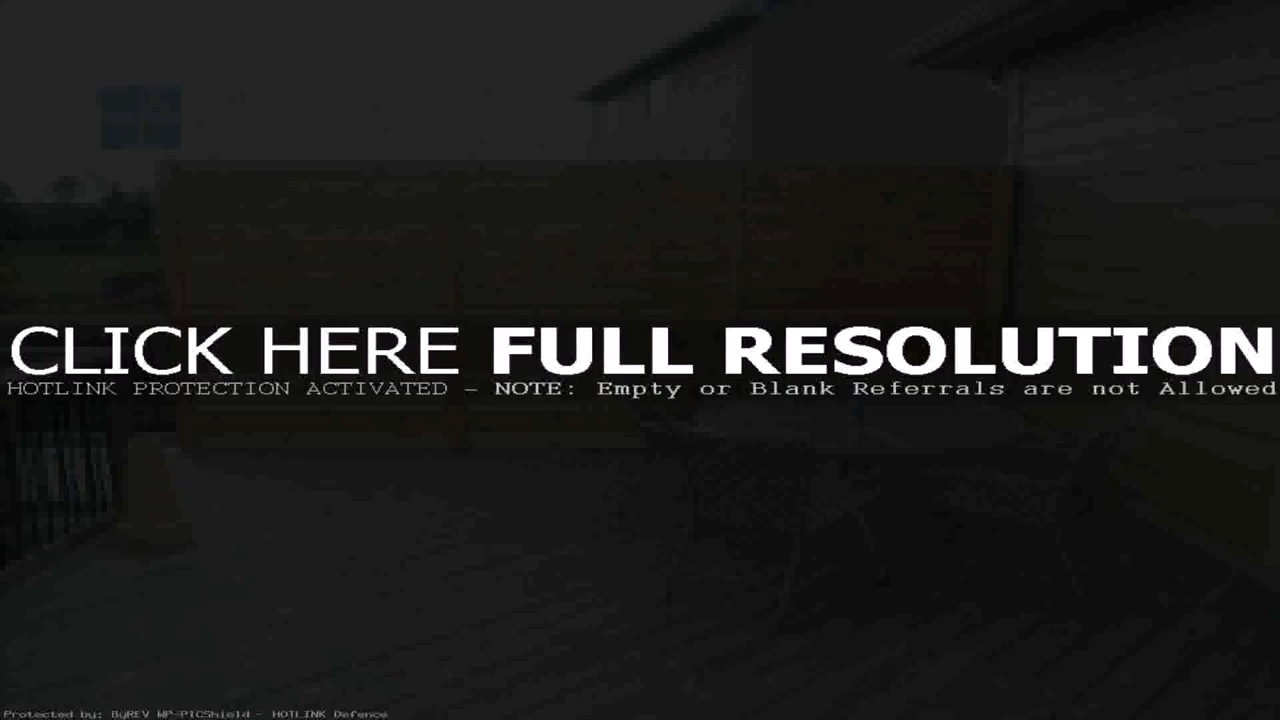 CLICK HERE FULL RESOLUTION
HOTLINK PROTECTION ACTIVATED - NOTE: Empty or Blank Referrals are not Allowed
Protected by: ByREV WP-PICShield - HOTLINK Defence